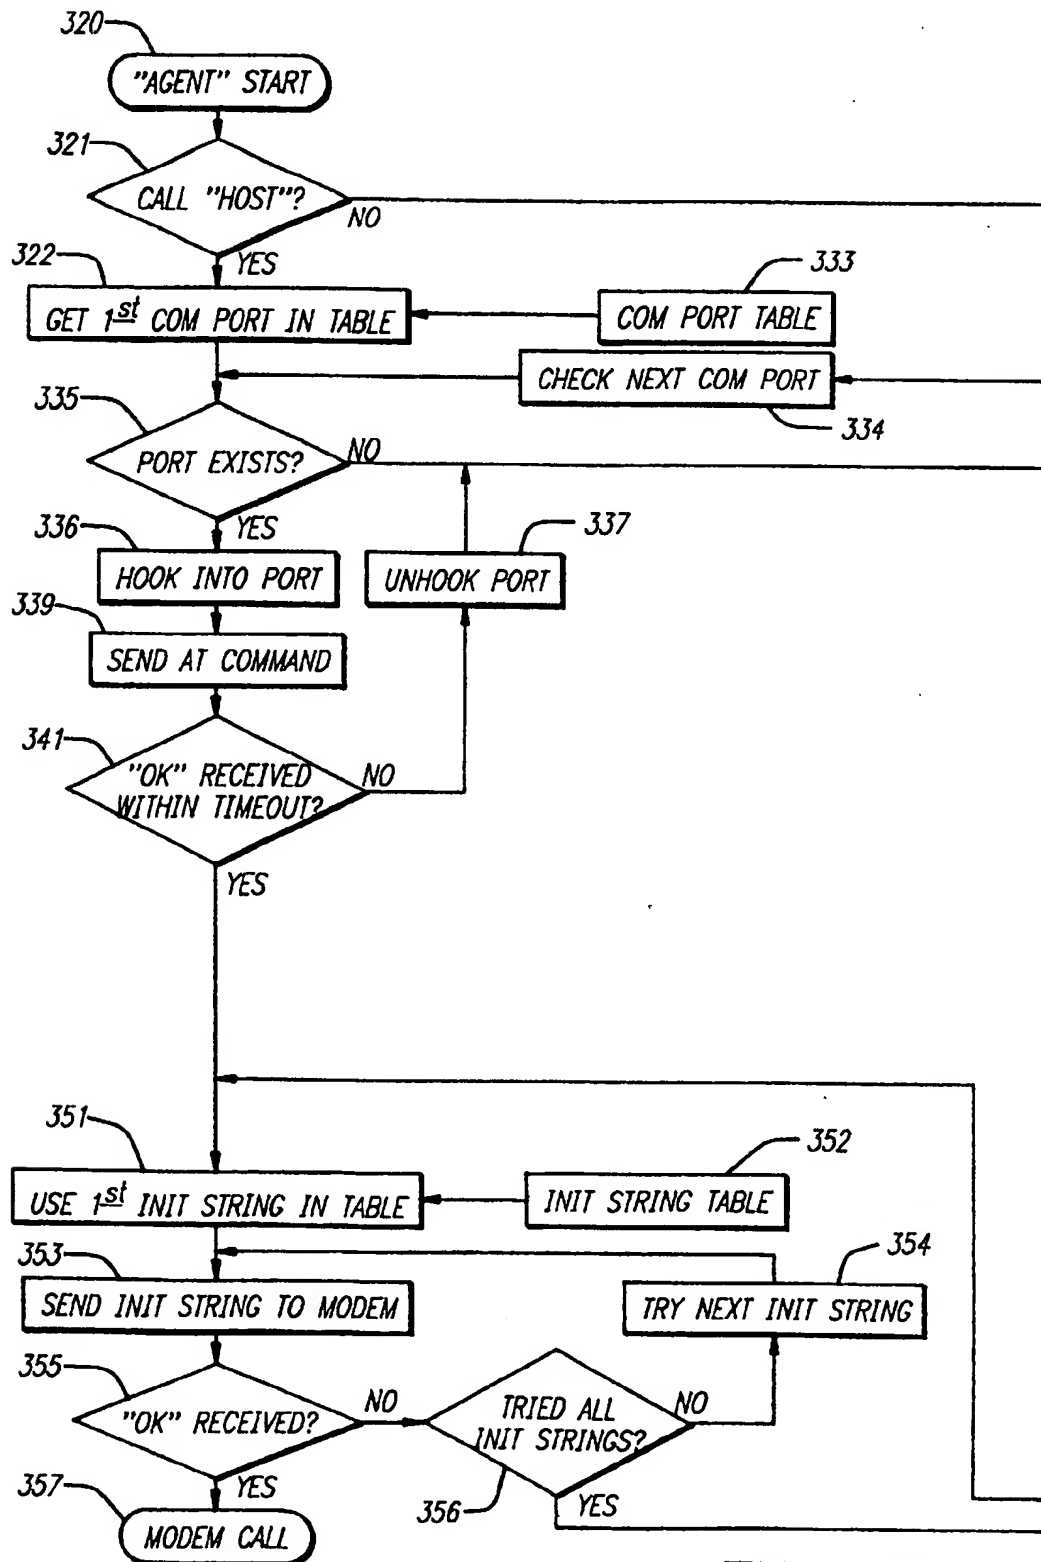 320
"AGENT" START
321
CALL "HOST"?
NO
YES
322
333
GET 1st COM PORT IN TABLE
COM PORT TABLE
CHECK NEXT COM PORT
334
335
PORT EXISTS?
NO
YES
336
337
HOOK INTO PORT
UNHOOK PORT
339
SEND AT COMMAND
341
"OK" RECEIVED
WITHIN TIMEOUT?
NO
YES
351
352
USE 1st INIT STRING IN TABLE
INIT STRING TABLE
353
354
SEND INIT STRING TO MODEM
TRY NEXT INIT STRING
355
"OK" RECEIVED?
NO
TRIED ALL
INIT STRINGS?
NO
YES
356
YES
357
MODEM CALL